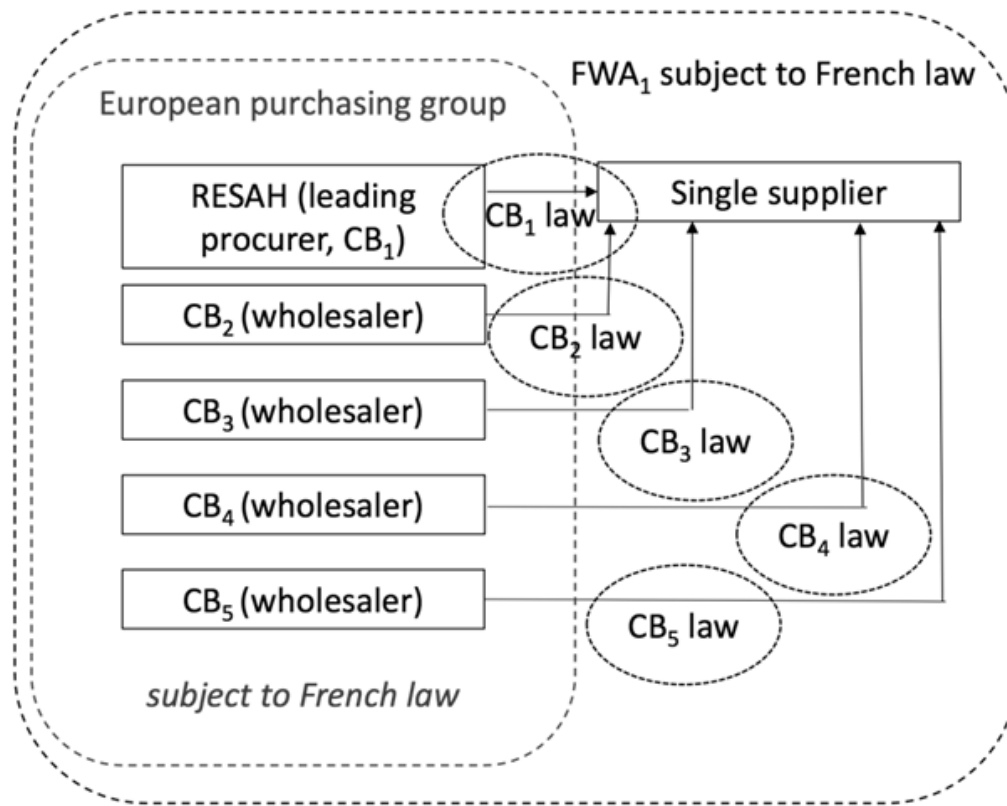 FWA₁ subject to French law
European purchasing group
RESAH (leading
procurer, CB₁)
CB₁ law
Single supplier
CB₂ (wholesaler)
CB₂ law
CB₃ (wholesaler)
CB₃ law
CB₄ (wholesaler)
CB₄ law
CB₅ (wholesaler)
CB₅ law
subject to French law